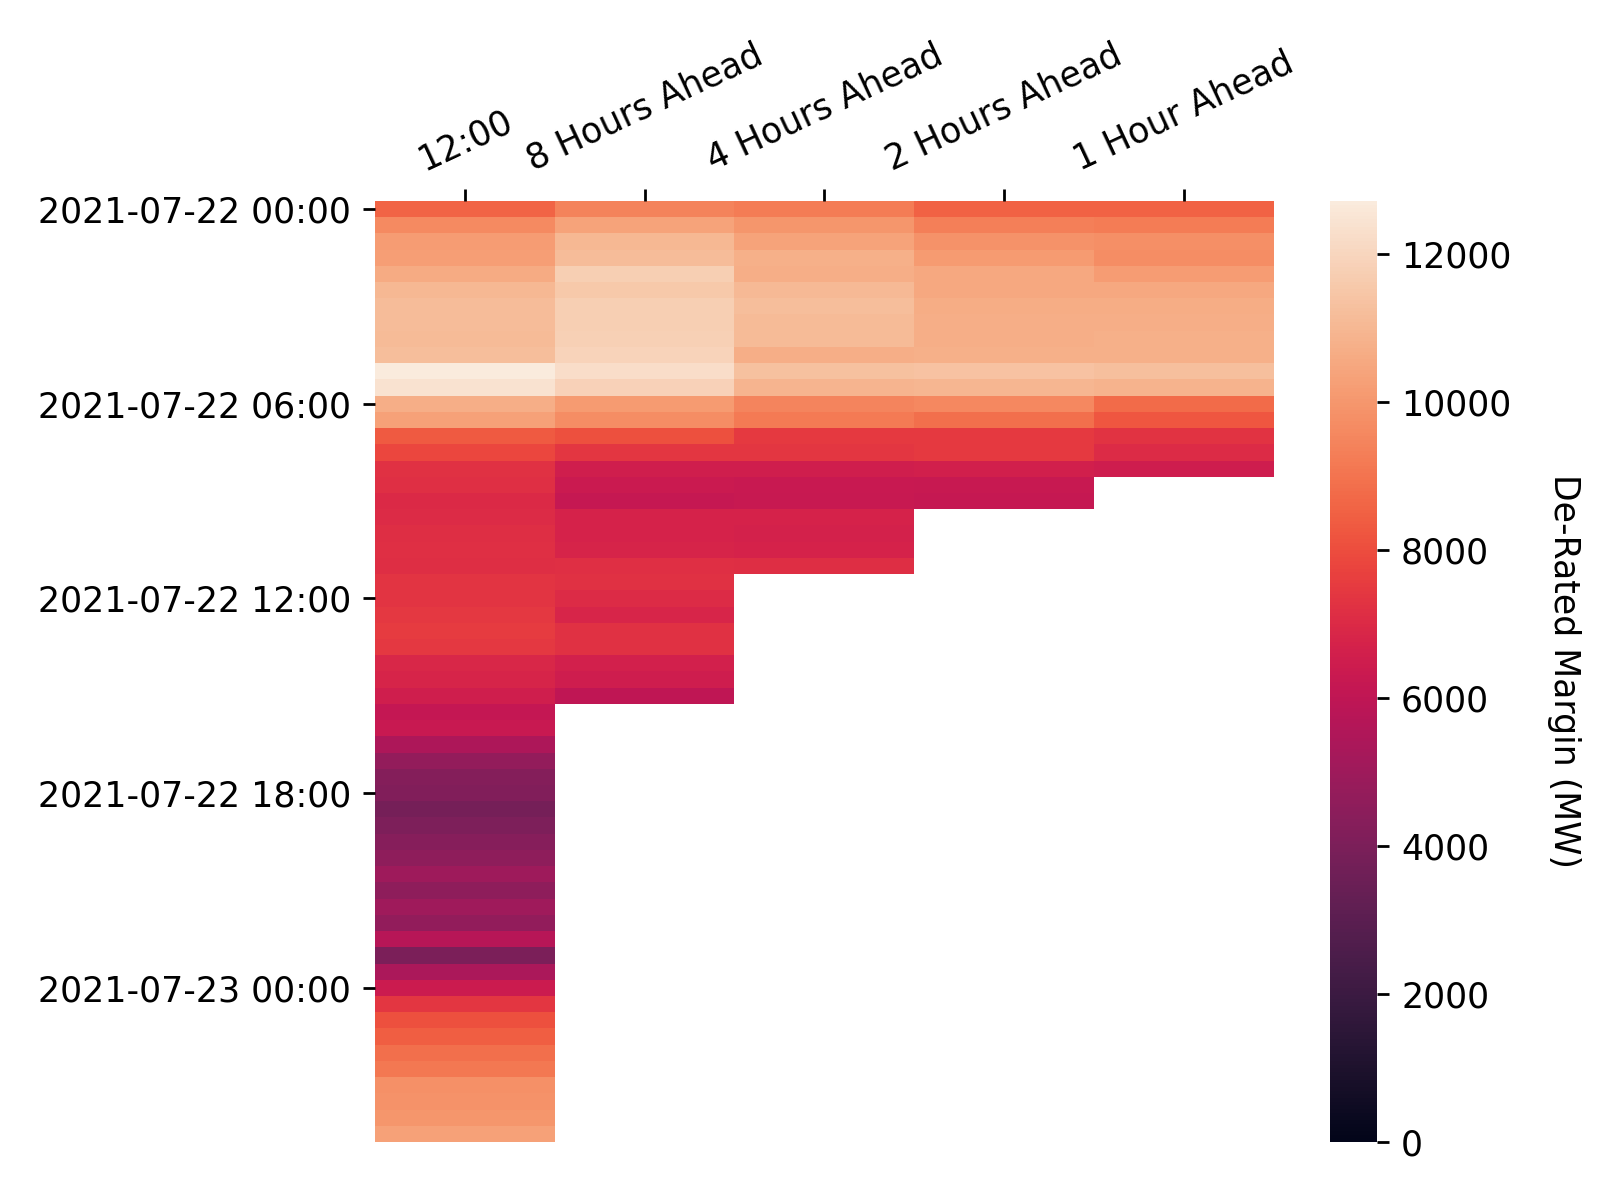 12:00
8 Hours Ahead
4 Hours Ahead
2 Hours Ahead
1 Hour Ahead
2021-07-22 00:00
2021-07-22 06:00
2021-07-22 12:00
2021-07-22 18:00
2021-07-23 00:00
12000
10000
8000
6000
4000
2000
0
De-Rated Margin (MW)